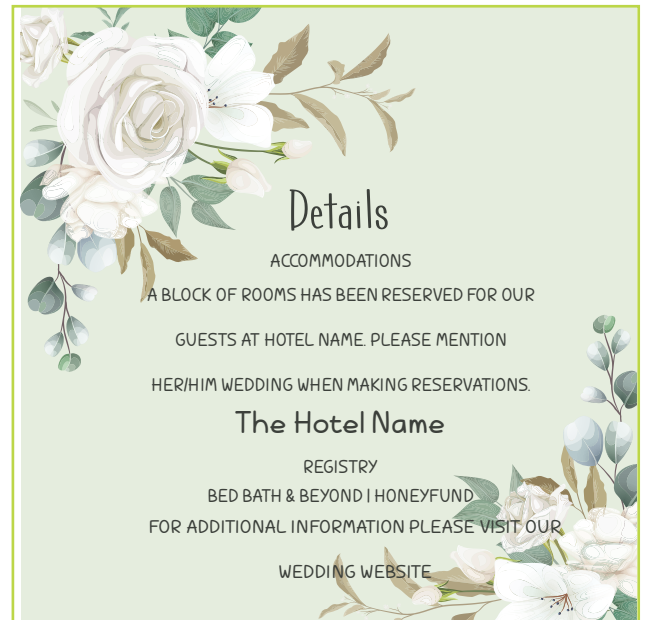 Details
ACCOMMODATIONS
A BLOCK OF ROOMS HAS BEEN RESERVED FOR OUR
GUESTS AT HOTEL NAME. PLEASE MENTION
HER/HIM WEDDING WHEN MAKING RESERVATIONS.
The Hotel Name
REGISTRY
BED BATH & BEYOND | HONEYFUND
FOR ADDITIONAL INFORMATION PLEASE VISIT OUR
WEDDING WEBSITE